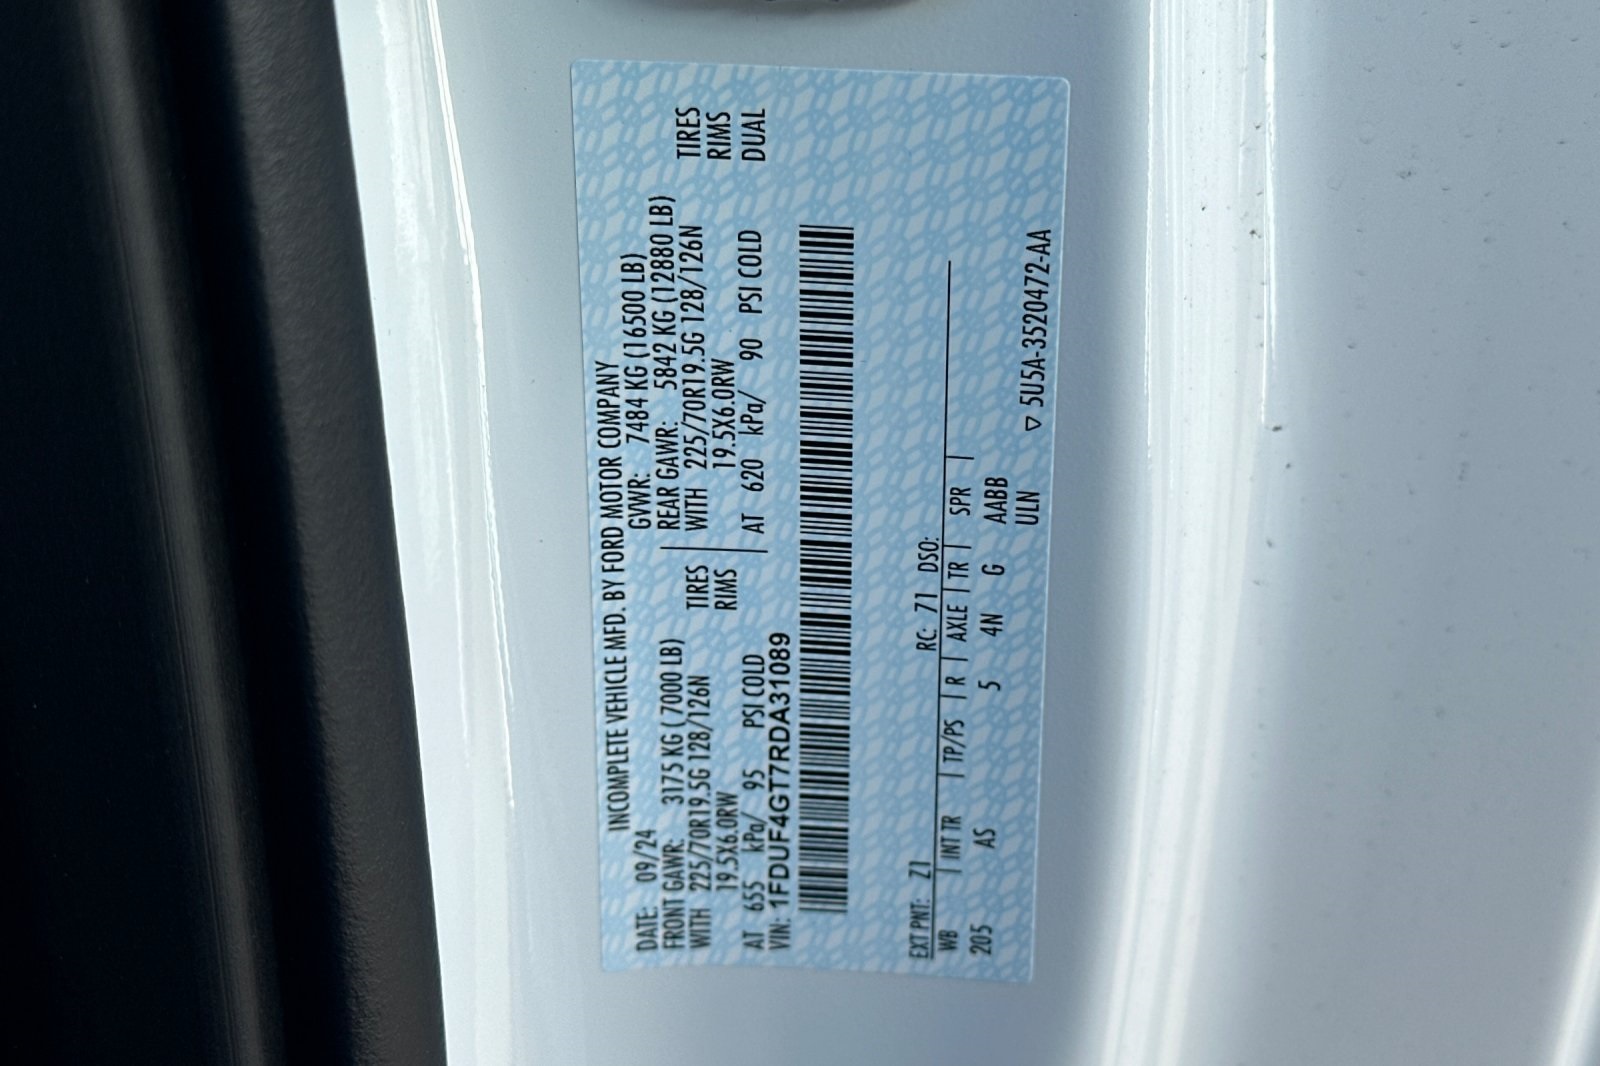 INCOMPLETE VEHICLE MFD. BY FORD MOTOR COMPANY
DATE: 09/24 GVWR: 7484 KG (16500 LB)
FRONT GAWR: 3175 KG ( 7000 LB) REAR GAWR: 5842 KG (12880 LB)
WITH 225/70R19.5G 128/126N TIRES WITH 225/70R19.5G 128/126N TIRES
19.5X6.0RW RIMS 19.5X6.0RW RIMS
AT 655 kPa/ 95 PSI COLD AT 620 kPa/ 90 PSI COLD DUAL
VIN: 1FDUF4GT7RDA31089
EXT PNT: Z1 RC: 71 DSO:
WB | INT TR | TP/PS | R | AXLE | TR | SPR |
205 AS 5 4N G AABB
ULN ▽ 5U5A-3520472-AA